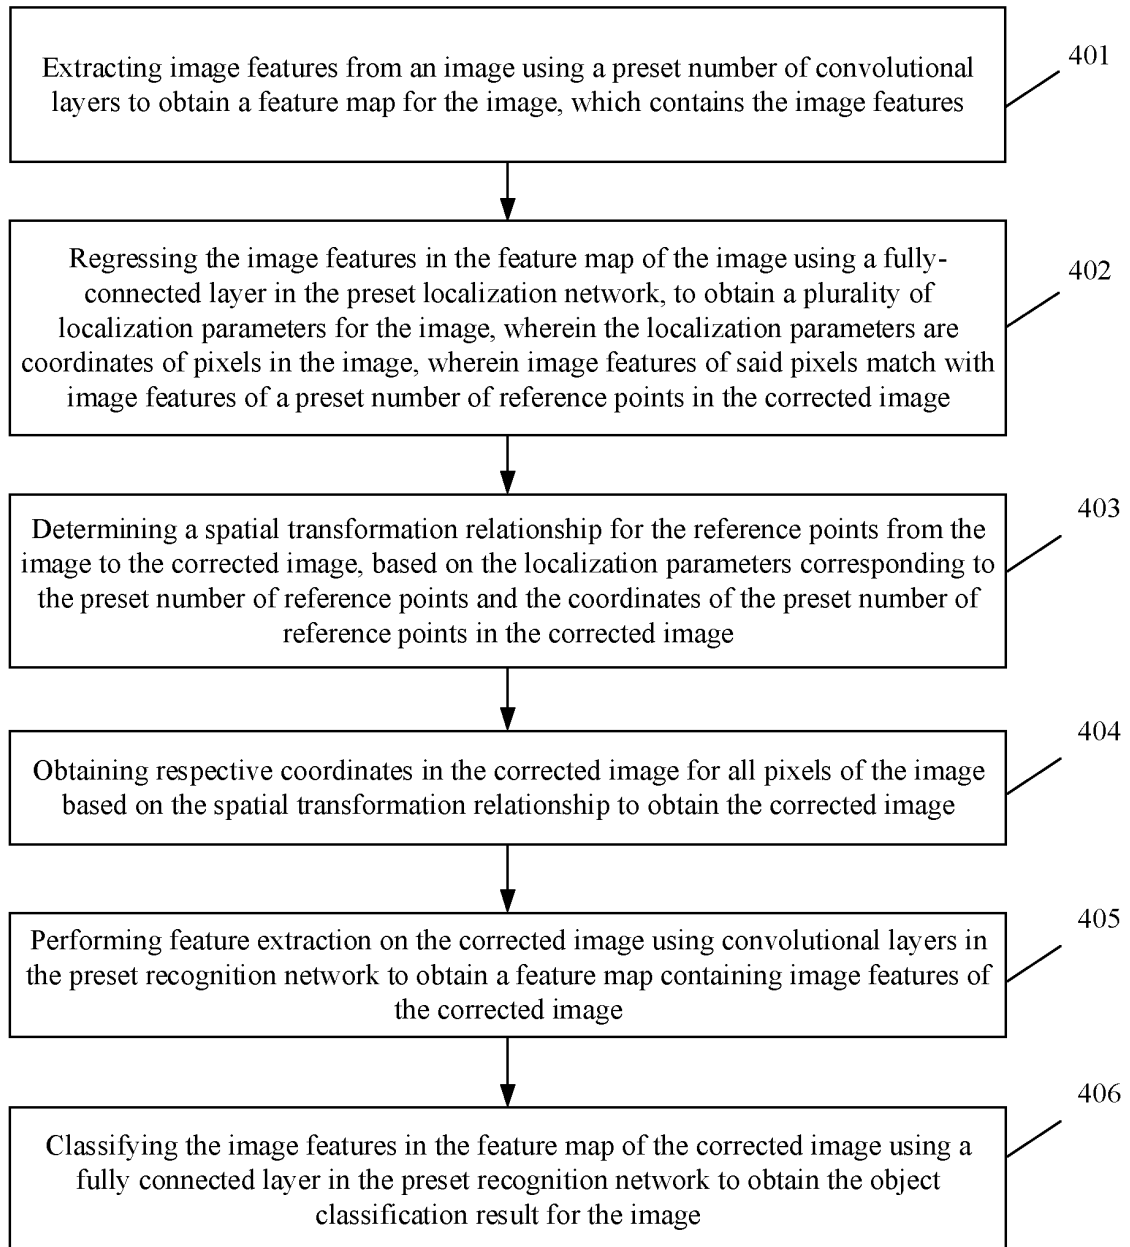 Extracting image features from an image using a preset number of convolutional
layers to obtain a feature map for the image, which contains the image features
401
Regressing the image features in the feature map of the image using a fully-
connected layer in the preset localization network, to obtain a plurality of
localization parameters for the image, wherein the localization parameters are
coordinates of pixels in the image, wherein image features of said pixels match with
image features of a preset number of reference points in the corrected image
402
Determining a spatial transformation relationship for the reference points from the
image to the corrected image, based on the localization parameters corresponding to
the preset number of reference points and the coordinates of the preset number of
reference points in the corrected image
403
Obtaining respective coordinates in the corrected image for all pixels of the image
based on the spatial transformation relationship to obtain the corrected image
404
Performing feature extraction on the corrected image using convolutional layers in
the preset recognition network to obtain a feature map containing image features of
the corrected image
405
Classifying the image features in the feature map of the corrected image using a
fully connected layer in the preset recognition network to obtain the object
classification result for the image
406